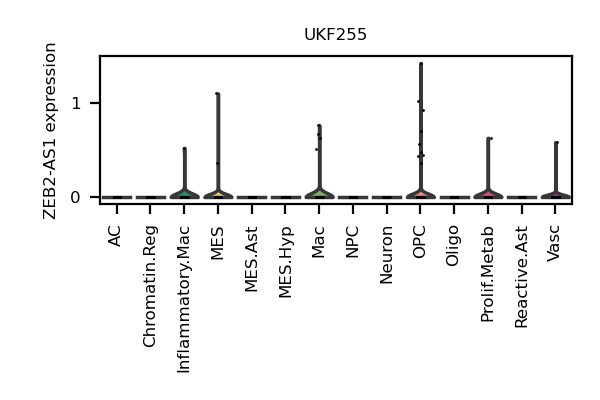 UKF255
ZEB2-AS1 expression
1
0
AC
Chromatin.Reg
Inflammatory.Mac
MES
MES.Ast
MES.Hyp
Mac
NPC
Neuron
OPC
Oligo
Prolif.Metab
Reactive.Ast
Vasc